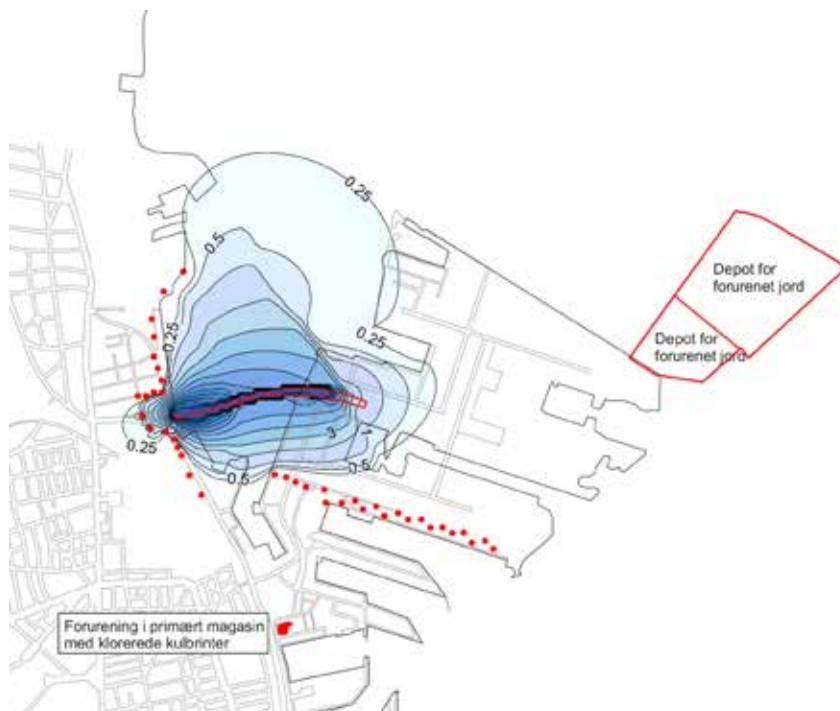 0.25
0.5
0.25
0.25
Depot for
forurenet jord
Depot for
forurenet jord
0.25
3
1
0.5
0.5
Forurening i primært magasin
med klorerede kulbrinter